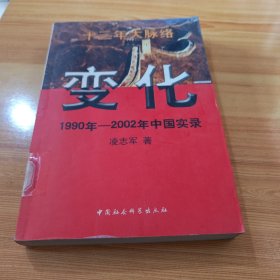 十三年大脉络
变化
1990年—2002年中国实录
凌志军 著
中国社会科学出版社